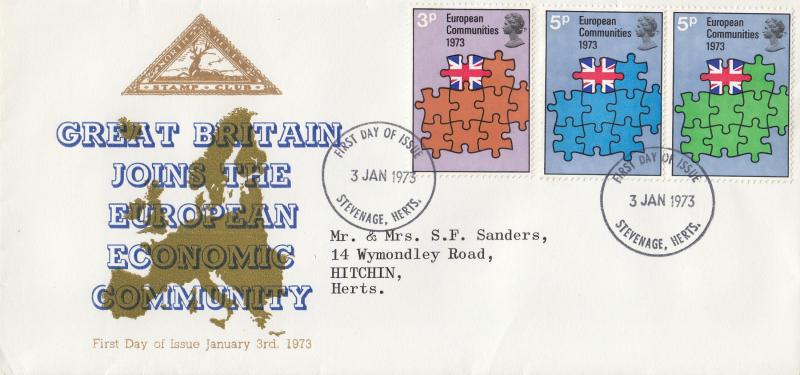 STAMP CLUB
GREAT BRITAIN
JOINS THE
EUROPEAN
ECONOMIC
COMMUNITY
First Day of Issue January 3rd. 1973
3p
European
Communities
1973
5p
European
Communities
1973
5p
European
Communities
1973
FIRST DAY OF ISSUE
3 JAN 1973
STEVENAGE, HERTS.
FIRST DAY OF ISSUE
3 JAN 1973
STEVENAGE, HERTS.
Mr. & Mrs. S.F. Sanders,
14 Wymondley Road,
HITCHIN,
Herts.